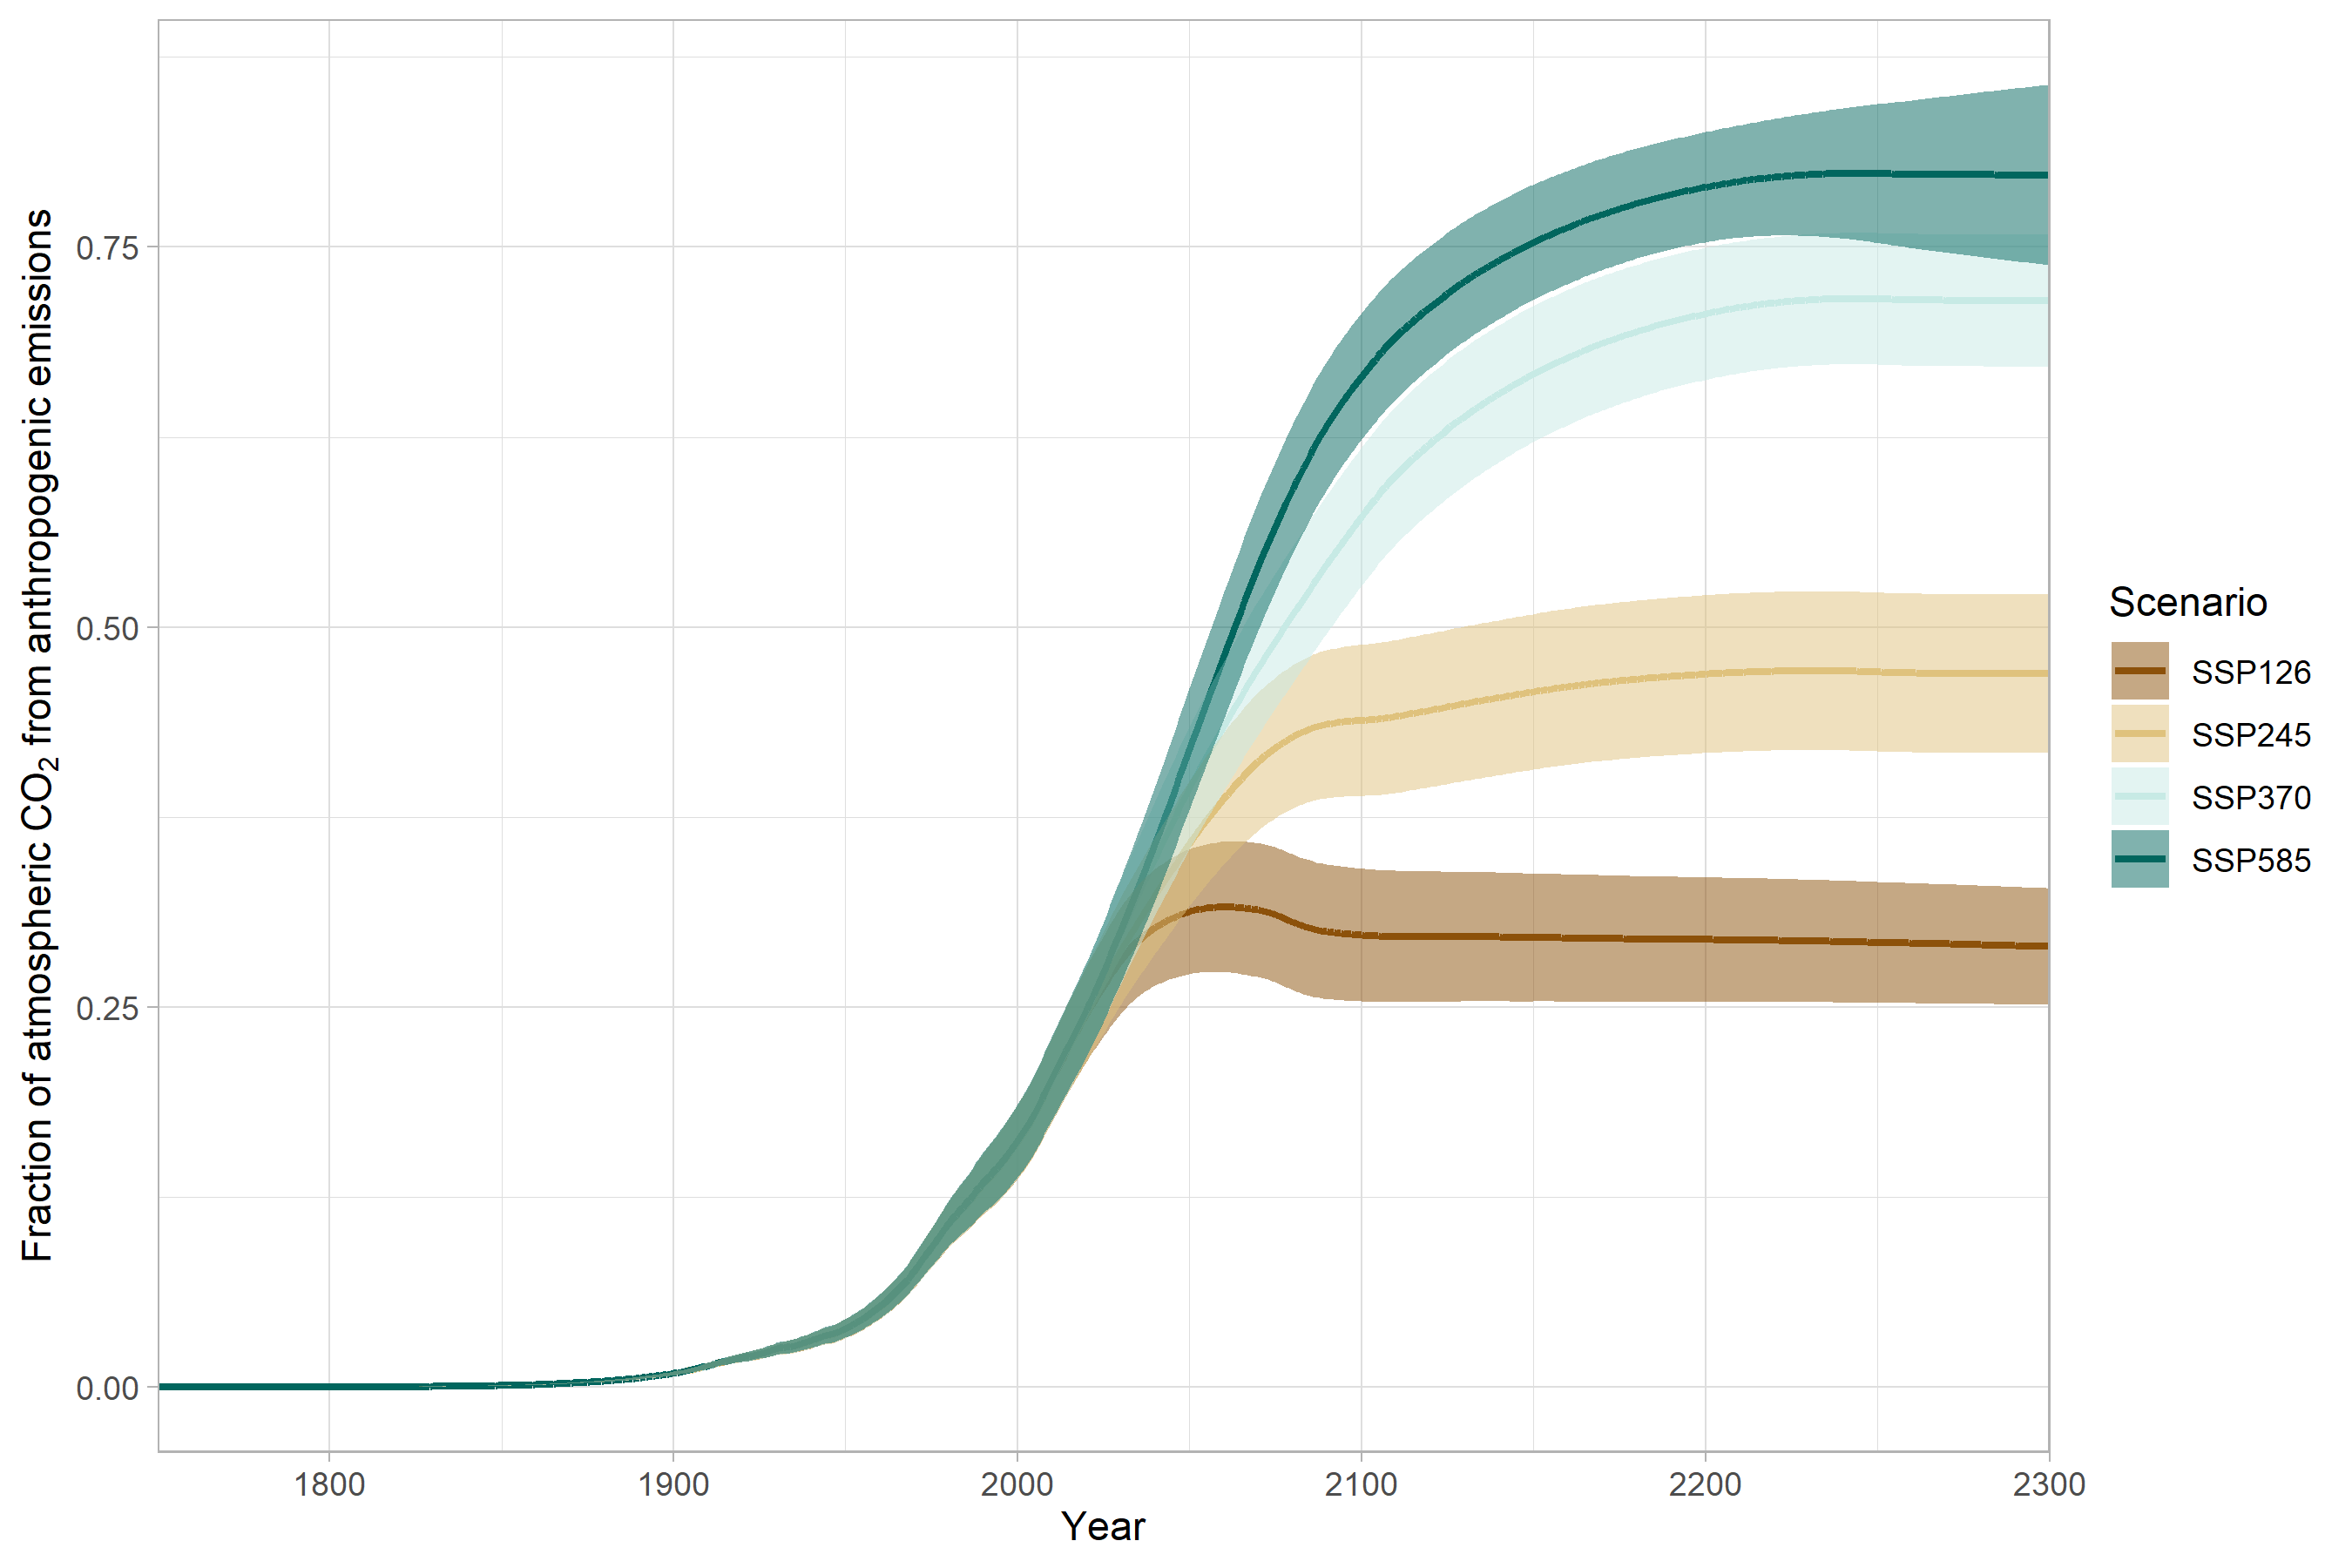 Fraction of atmospheric CO₂ from anthropogenic emissions
0.75
0.50
0.25
0.00
1800
1900
2000
2100
2200
2300
Year
Scenario
SSP126
SSP245
SSP370
SSP585